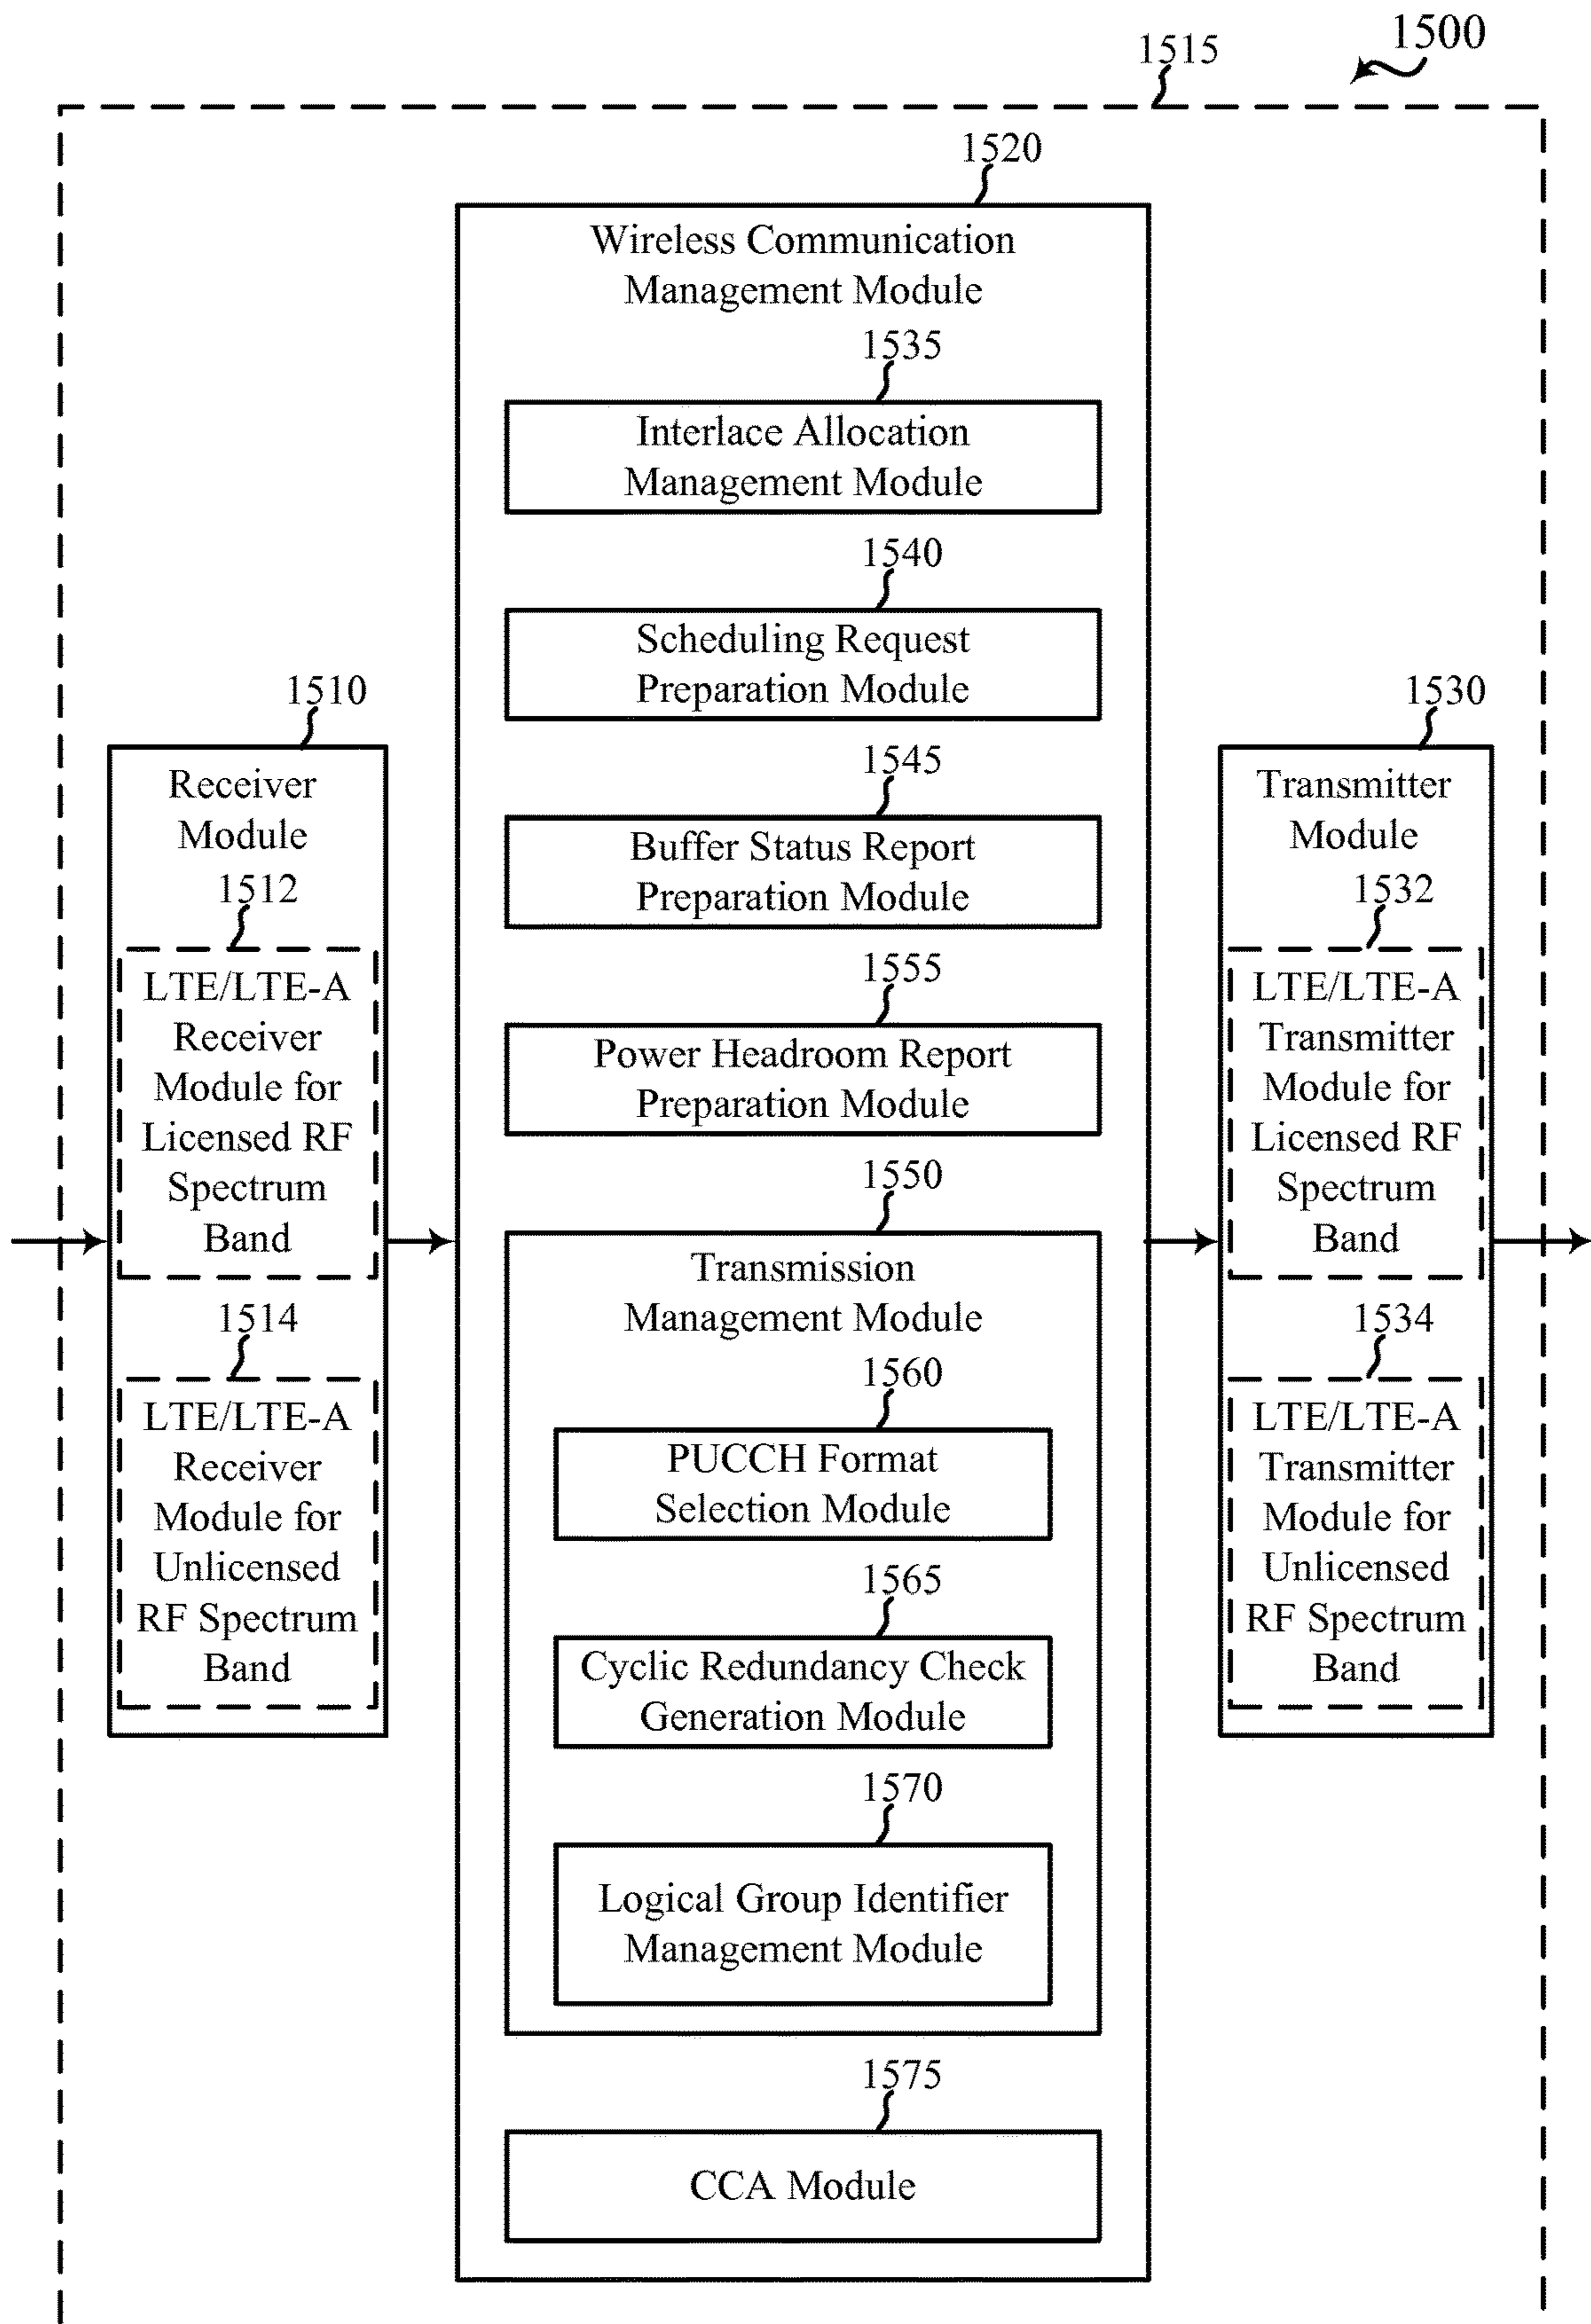 1500
1515
1520
Wireless Communication
Management Module
1535
Interlace Allocation
Management Module
1540
Scheduling Request
Preparation Module
1545
Buffer Status Report
Preparation Module
1555
Power Headroom Report
Preparation Module
1550
Transmission
Management Module
1560
PUCCH Format
Selection Module
1565
Cyclic Redundancy Check
Generation Module
1570
Logical Group Identifier
Management Module
1575
CCA Module
1510
Receiver
Module
1512
LTE/LTE-A
Receiver
Module for
Licensed RF
Spectrum
Band
1514
LTE/LTE-A
Receiver
Module for
Unlicensed
RF Spectrum
Band
1530
Transmitter
Module
1532
LTE/LTE-A
Transmitter
Module for
Licensed RF
Spectrum
Band
1534
LTE/LTE-A
Transmitter
Module for
Unlicensed
RF Spectrum
Band